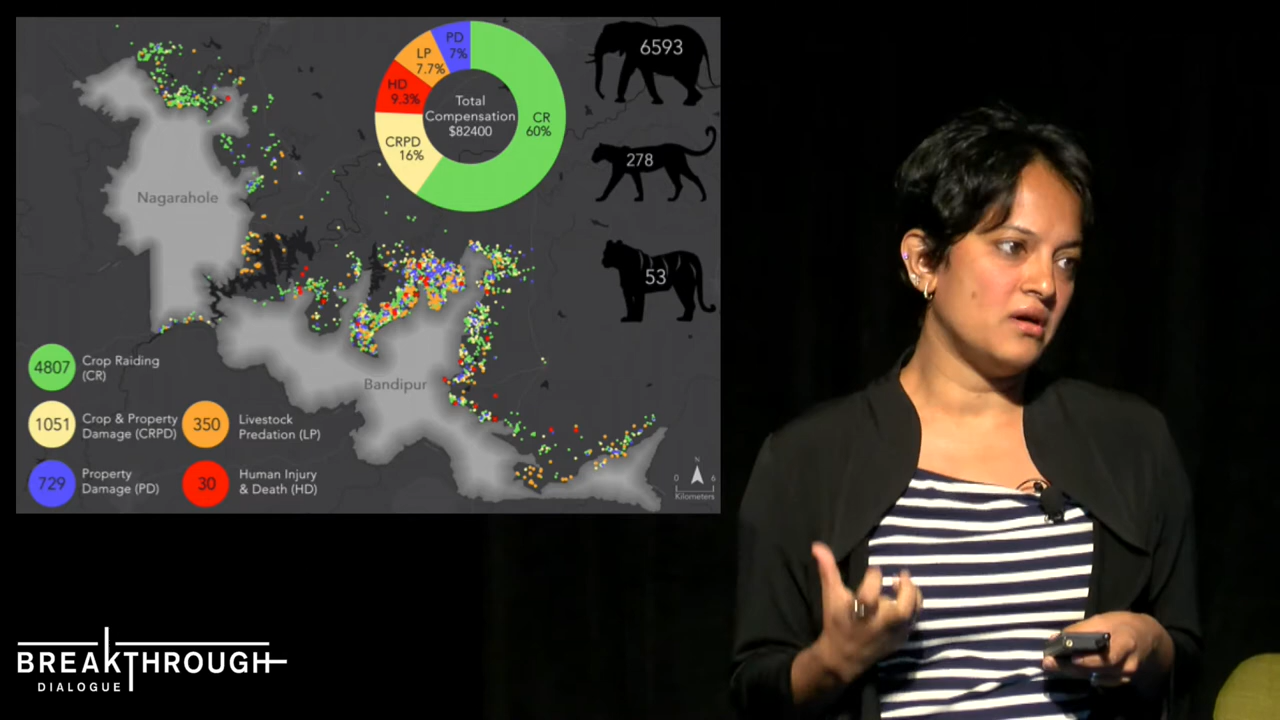 PD
7%
LP
7.7%
HD
9.3%
CRPD
16%
CR
60%
Total
Compensation
$82400
6593
278
53
Nagarahole
Bandipur
4807
Crop Raiding
(CR)
1051
Crop & Property
Damage (CRPD)
350
Livestock
Predation (LP)
729
Property
Damage (PD)
30
Human Injury
& Death (HD)
N
0 6
Kilometers
BREAKTHROUGH
DIALOGUE